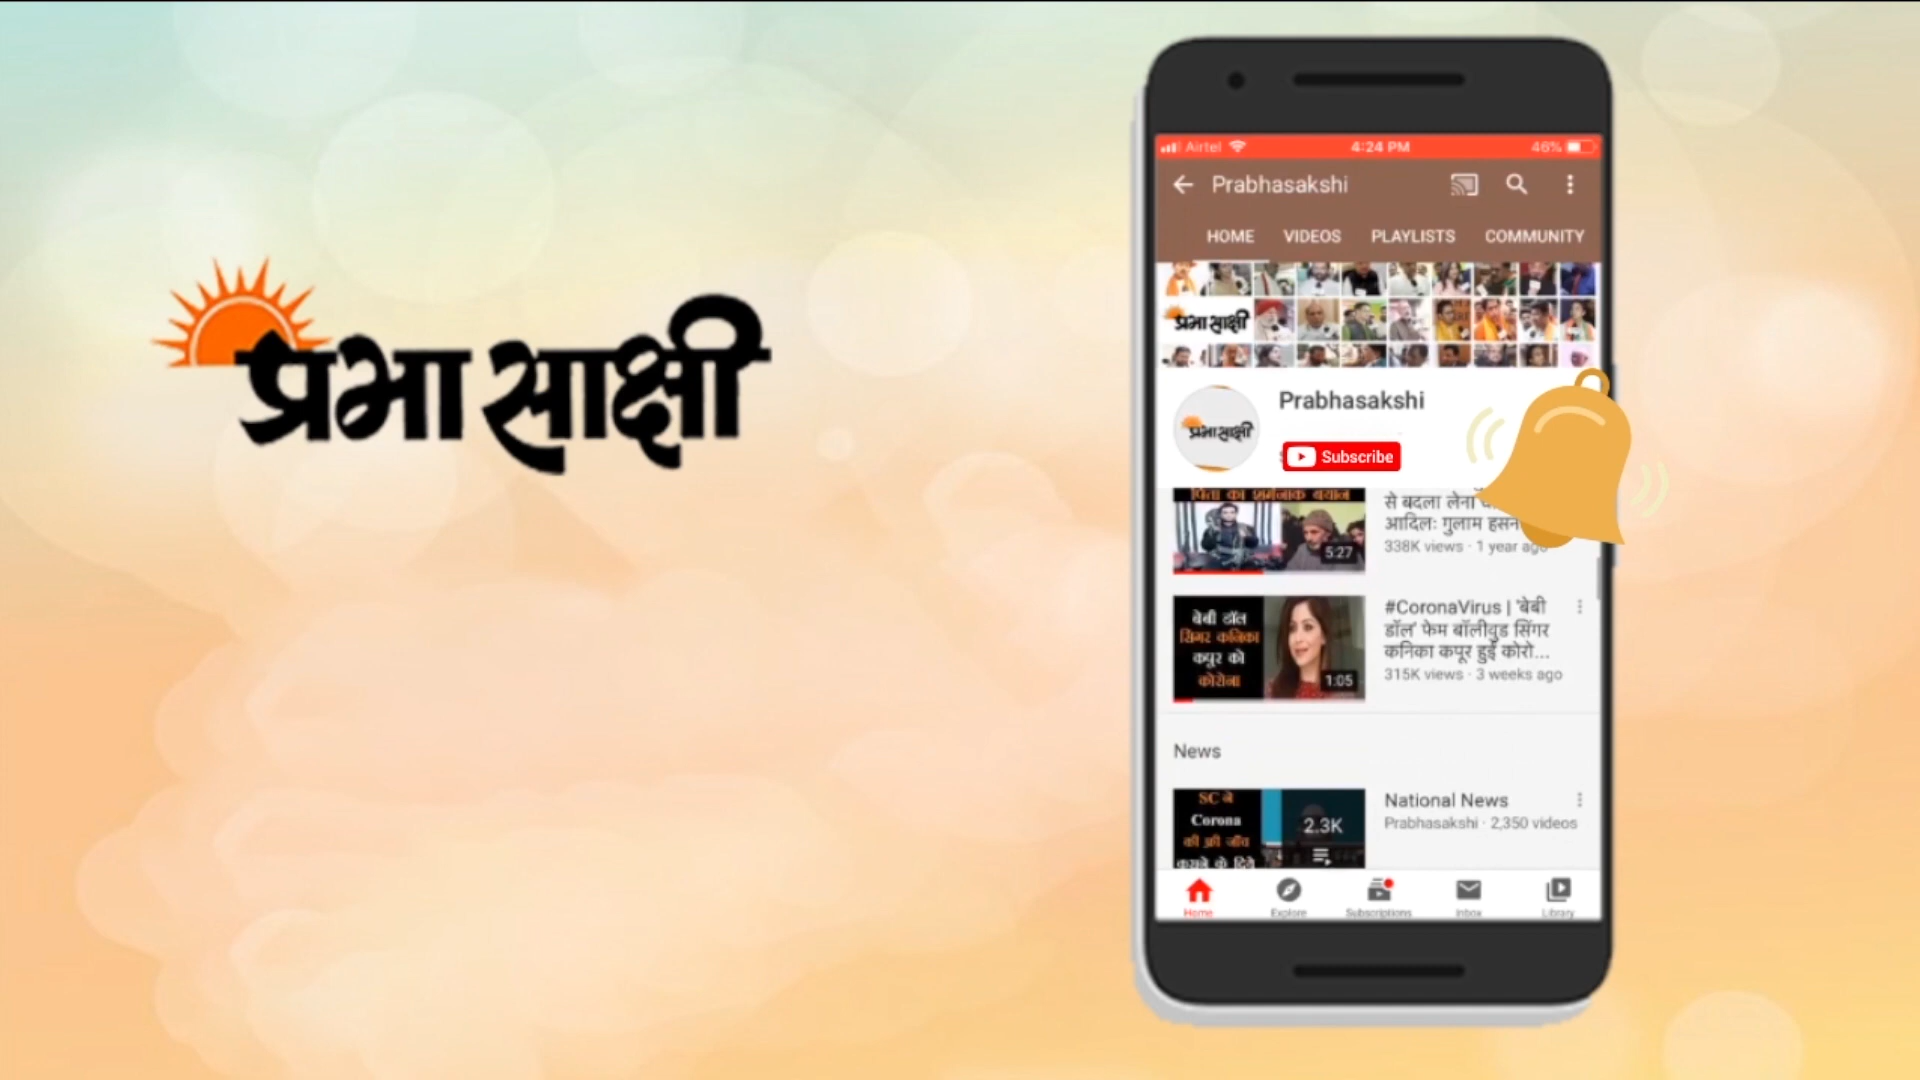 प्रभासाक्षी
Airtel 4:24 PM 46%
Prabhasakshi
HOME VIDEOS PLAYLISTS COMMUNITY
प्रभासाक्षी
Prabhasakshi
प्रभासाक्षी
Subscribe
पिता का शर्मनाक बयान
5:27
से बदला लेना
आदिलः गुलाम हसन
338K views · 1 year ago
बेबी डॉल
सिंगर कनिका
कपूर को
कोरोना
1:05
#CoronaVirus | 'बेबी
डॉल' फेम बॉलीवुड सिंगर
कनिका कपूर हुईं कोरो...
315K views · 3 weeks ago
News
SC ने
Corona
की फ्री जाँच
कराने के दिये
2.3K
National News
Prabhasakshi · 2,350 videos
Home Explore Subscriptions Inbox Library